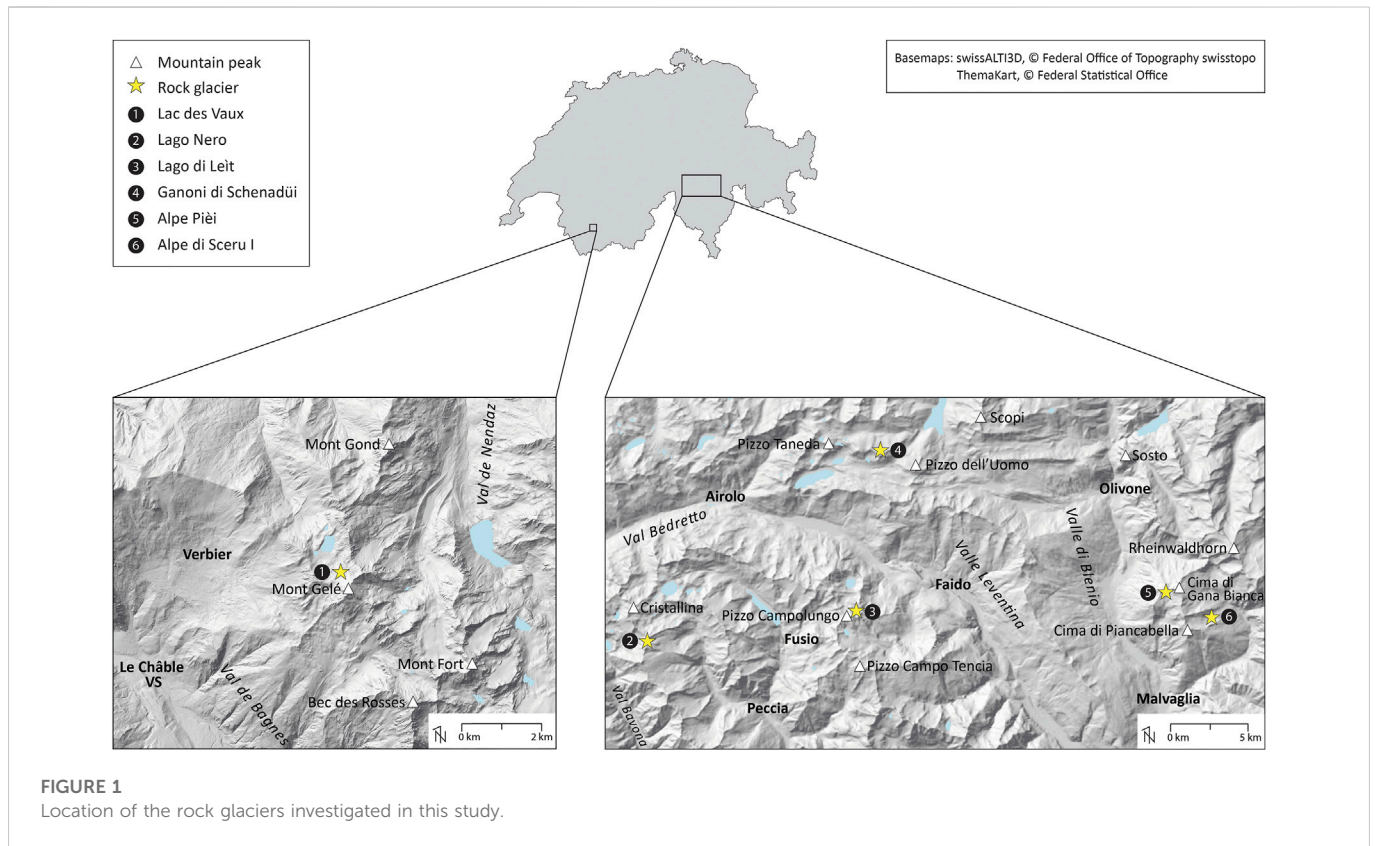 Mountain peak
Rock glacier
1 Lac des Vaux
2 Lago Nero
3 Lago di Leìt
4 Ganoni di Schenadüi
5 Alpe Pièi
6 Alpe di Sceru I
Basemaps: swissALTI3D, © Federal Office of Topography swisstopo
ThemaKart, © Federal Statistical Office
Mont Gond
Val de Nendaz
Verbier
1
Mont Gelé
Le Châble
VS
Val de Bagnes
Mont Fort
Bec des Rosses
N
0 km 2 km
Scopi
Pizzo Taneda
4
Pizzo dell'Uomo
Sosto
Airolo
Olivone
Val Bedretto
Valle di Blenio
Valle Leventina
Rheinwaldhorn
Faido
5
Cima di
Gana Bianca
Cristallina
Pizzo Campolungo
3
6
Fusio
Cima di Piancabella
2
Pizzo Campo Tencia
Val Bavona
Peccia
Malvaglia
N
0 km 5 km
FIGURE 1
Location of the rock glaciers investigated in this study.